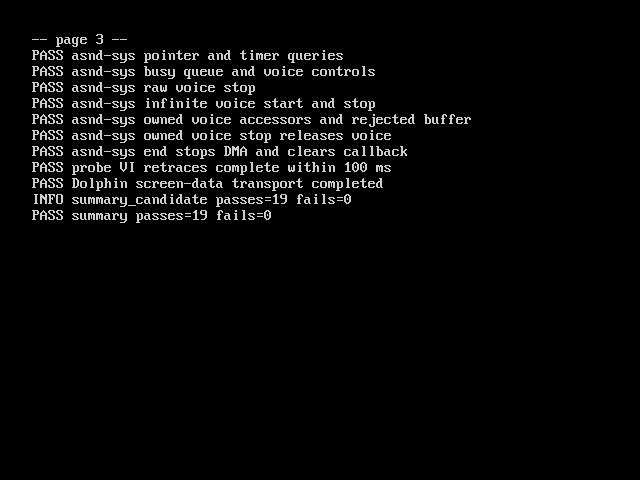 -- page 3 --
PASS asnd-sys pointer and timer queries
PASS asnd-sys busy queue and voice controls
PASS asnd-sys raw voice stop
PASS asnd-sys infinite voice start and stop
PASS asnd-sys owned voice accessors and rejected buffer
PASS asnd-sys owned voice stop releases voice
PASS asnd-sys end stops DMA and clears callback
PASS probe VI retraces complete within 100 ms
PASS Dolphin screen-data transport completed
INFO summary_candidate passes=19 fails=0
PASS summary passes=19 fails=0